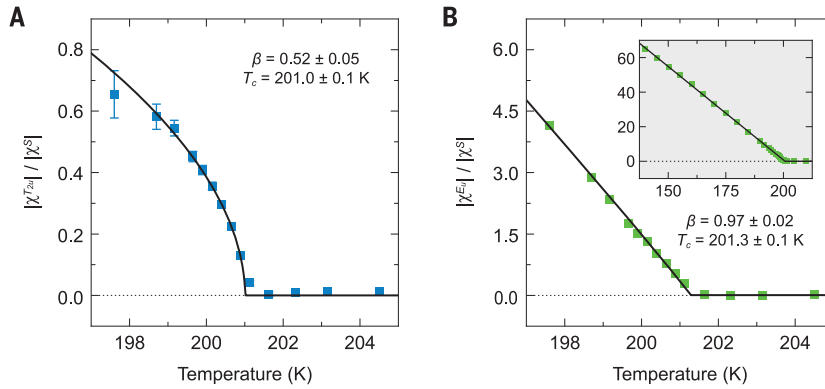 A
|χ^{T_{2u}}| / |χ^S|
0.8
0.6
0.4
0.2
0.0
β = 0.52 ± 0.05
T_c = 201.0 ± 0.1 K
198
200
202
204
Temperature (K)
B
|χ^{E_u}| / |χ^S|
6.0
4.5
3.0
1.5
0.0
60
40
20
0
150
175
200
β = 0.97 ± 0.02
T_c = 201.3 ± 0.1 K
198
200
202
204
Temperature (K)